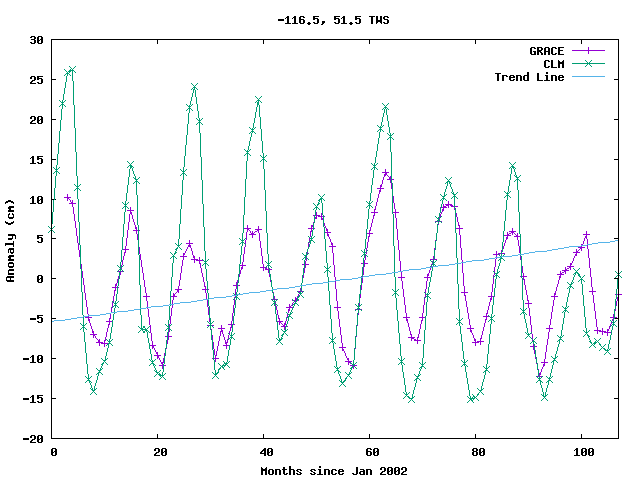 -116.5, 51.5 TWS
30
25
20
15
10
5
0
-5
-10
-15
-20
Anomaly (cm)
GRACE
CLM
Trend Line
0 20 40 60 80 100
Months since Jan 2002